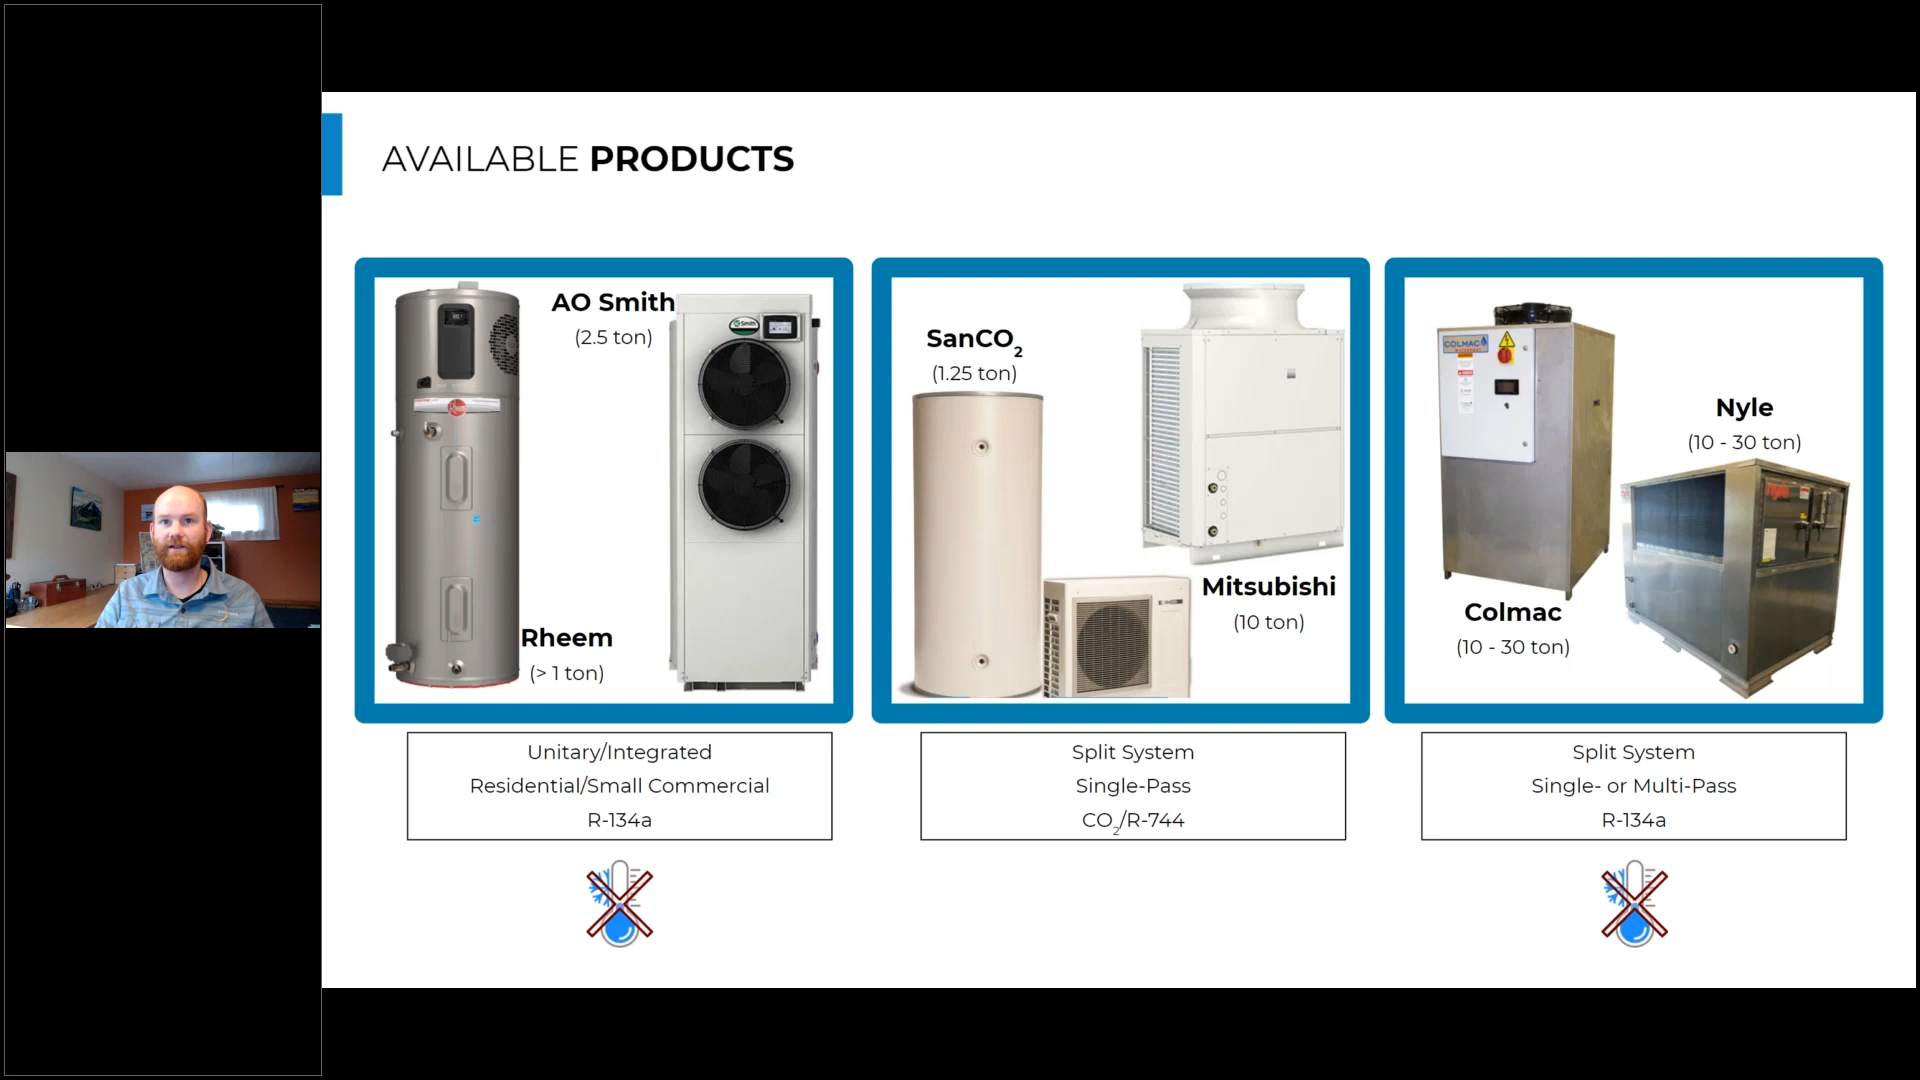 AVAILABLE PRODUCTS
AO Smith
(2.5 ton)
Rheem
(> 1 ton)
Unitary/Integrated
Residential/Small Commercial
R-134a
SanCO2
(1.25 ton)
Mitsubishi
(10 ton)
Split System
Single-Pass
CO2/R-744
COLMAC
Colmac
(10 - 30 ton)
Nyle
(10 - 30 ton)
Split System
Single- or Multi-Pass
R-134a